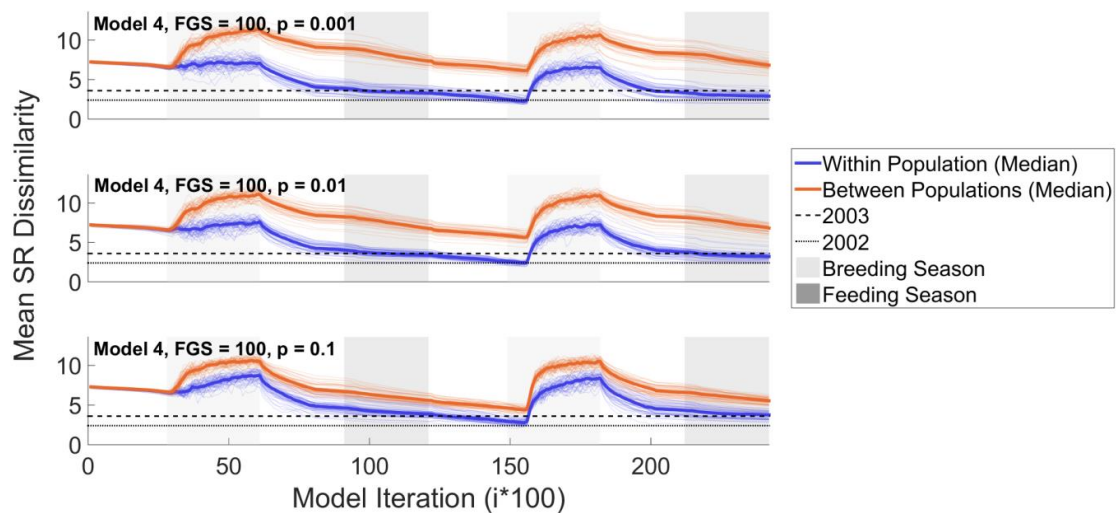 Model 4, FGS = 100, p = 0.001
10
5
0
Model 4, FGS = 100, p = 0.01
10
5
0
Model 4, FGS = 100, p = 0.1
10
5
0
0 50 100 150 200
Mean SR Dissimilarity
Model Iteration (i*100)
Within Population (Median)
Between Populations (Median)
2003
2002
Breeding Season
Feeding Season